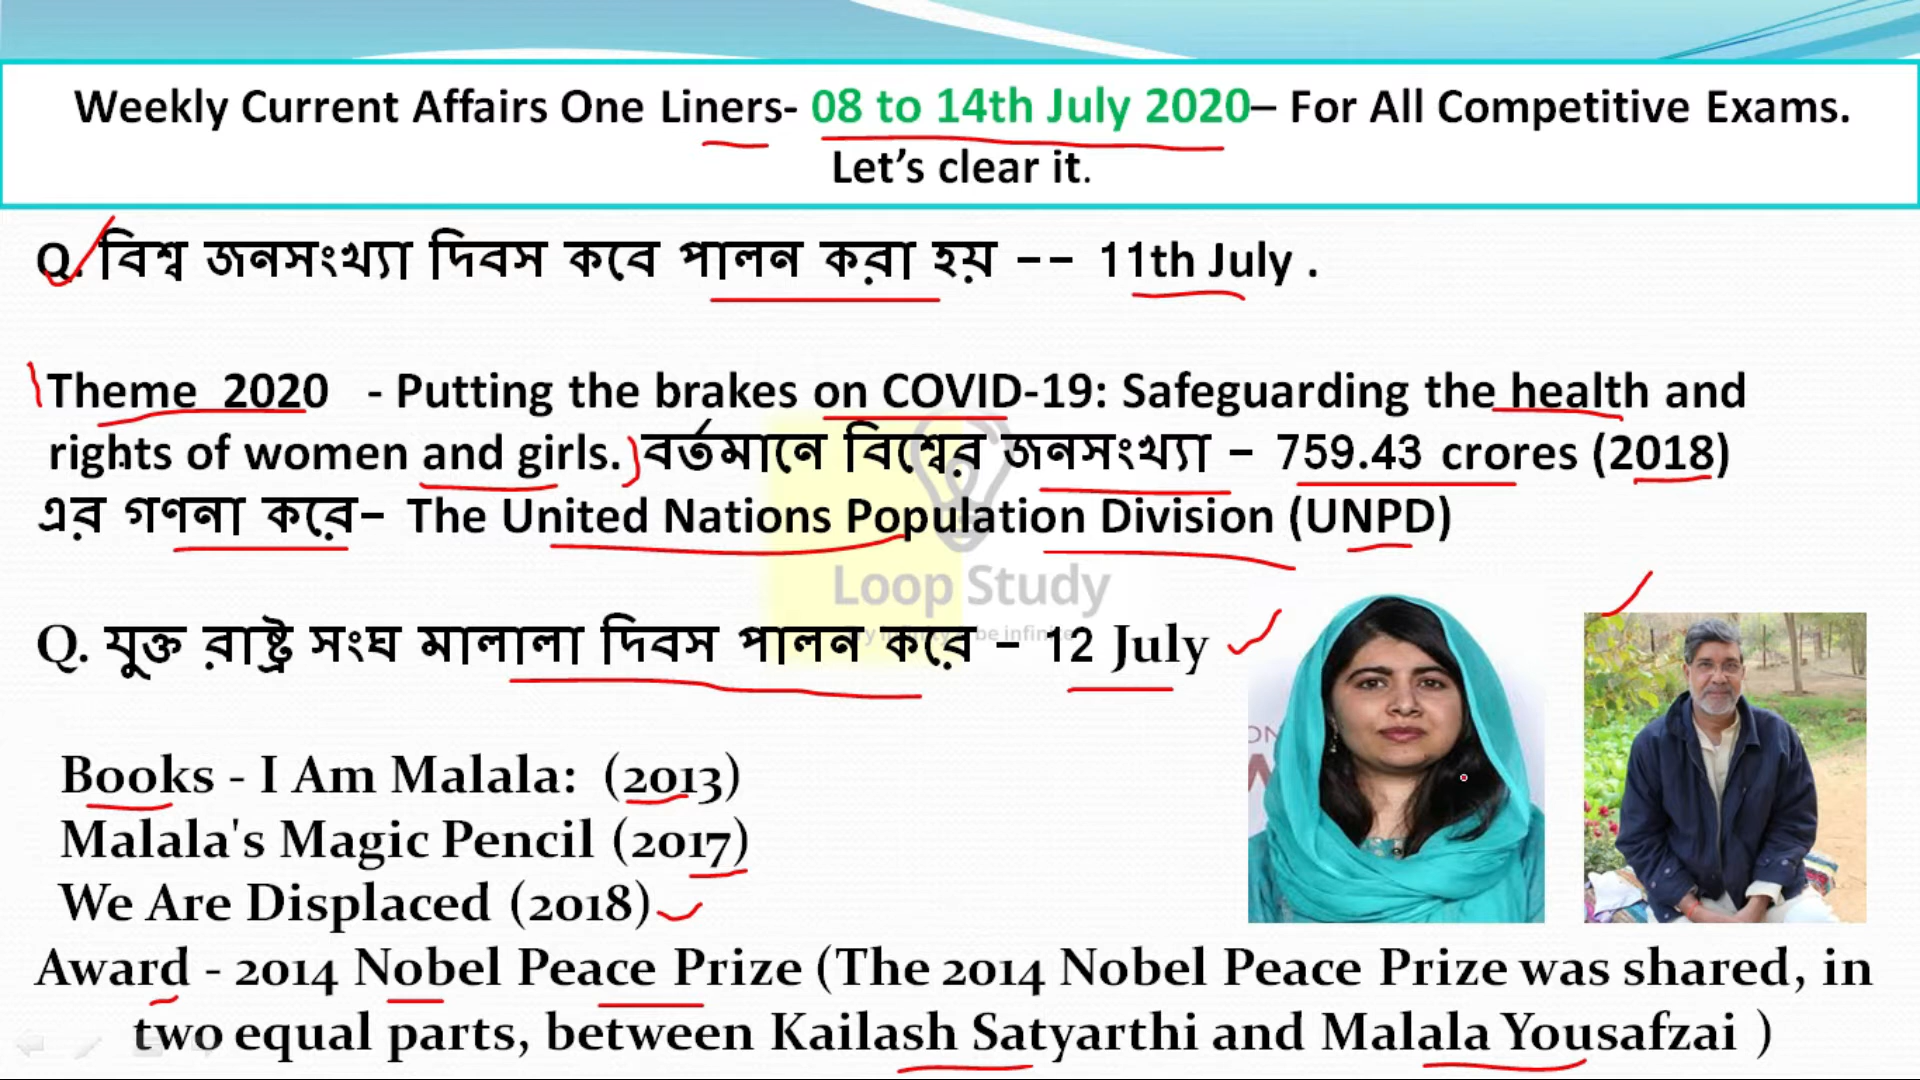 Weekly Current Affairs One Liners- 08 to 14th July 2020– For All Competitive Exams.
Let’s clear it.
Q. বিশ্ব জনসংখ্যা দিবস কবে পালন করা হয় -- 11th July .
Theme 2020 - Putting the brakes on COVID-19: Safeguarding the health and
rights of women and girls. বর্তমানে বিশ্বের জনসংখ্যা – 759.43 crores (2018)
এর গণনা করে– The United Nations Population Division (UNPD)
Loop Study
Q. যুক্ত রাষ্ট্র সংঘ মালালা দিবস পালন করে – 12 July
Books - I Am Malala: (2013)
Malala's Magic Pencil (2017)
We Are Displaced (2018)
Award - 2014 Nobel Peace Prize (The 2014 Nobel Peace Prize was shared, in
two equal parts, between Kailash Satyarthi and Malala Yousafzai )